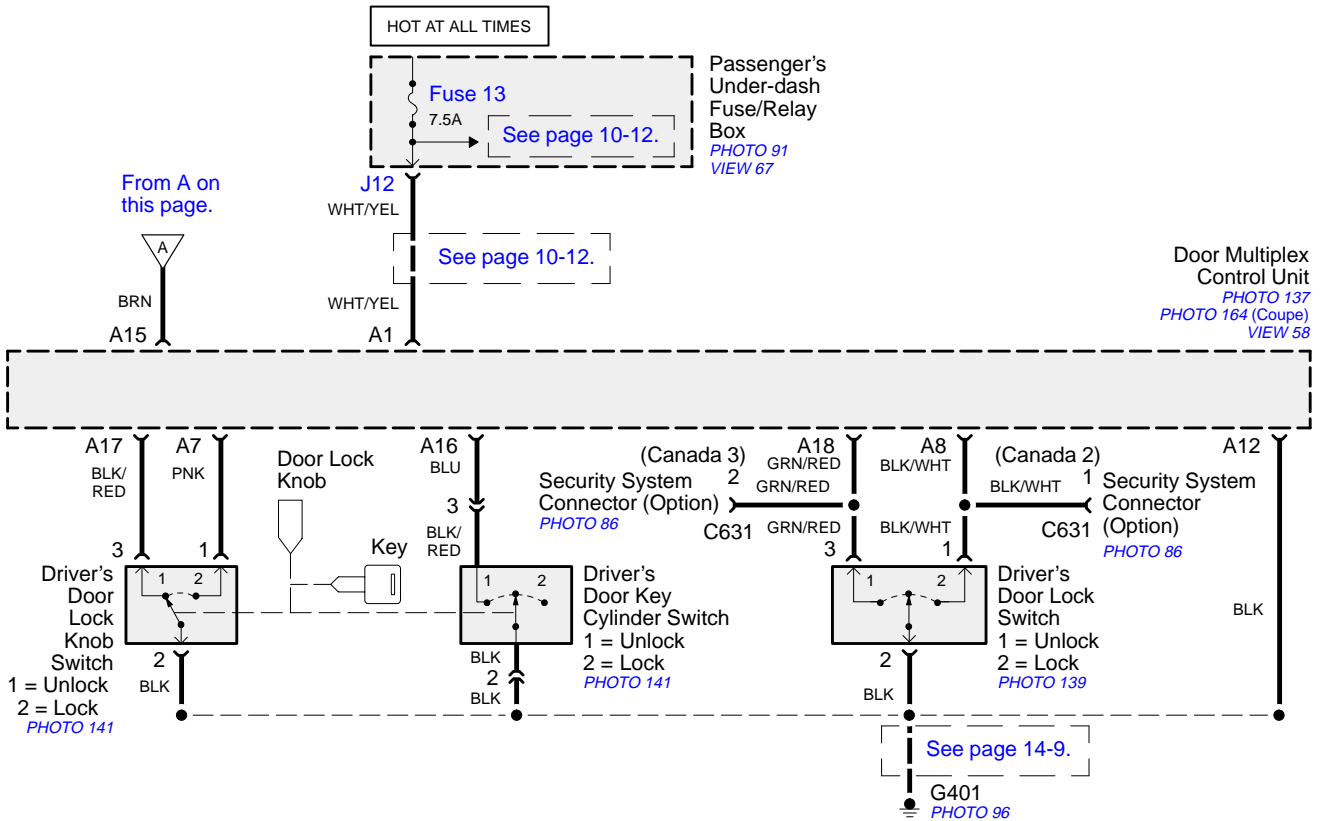 HOT AT ALL TIMES
Passenger's
Under-dash
Fuse/Relay
Box
PHOTO 91
VIEW 67
Fuse 13
7.5A
See page 10-12.
J12
WHT/YEL
From A on
this page.
A
See page 10-12.
BRN
WHT/YEL
A15
A1
Door Multiplex
Control Unit
PHOTO 137
PHOTO 164 (Coupe)
VIEW 58
A17
A7
A16
A18
A8
A12
BLK/
RED
PNK
Door Lock
Knob
BLU
3
BLK/
RED
(Canada 3)
2
Security System
Connector (Option)
PHOTO 86
C631
GRN/RED
GRN/RED
GRN/RED
BLK/WHT
BLK/WHT
BLK/WHT
(Canada 2)
1
C631
Security System
Connector
(Option)
PHOTO 86
Key
3
1
3
1
Driver's
Door
Lock
Knob
Switch
1 = Unlock
2 = Lock
PHOTO 141
1
2
1
2
Driver's
Door Key
Cylinder Switch
1 = Unlock
2 = Lock
PHOTO 141
1
2
Driver's
Door Lock
Switch
1 = Unlock
2 = Lock
PHOTO 139
BLK
2
BLK
BLK
2
BLK
2
BLK
See page 14-9.
G401
PHOTO 96